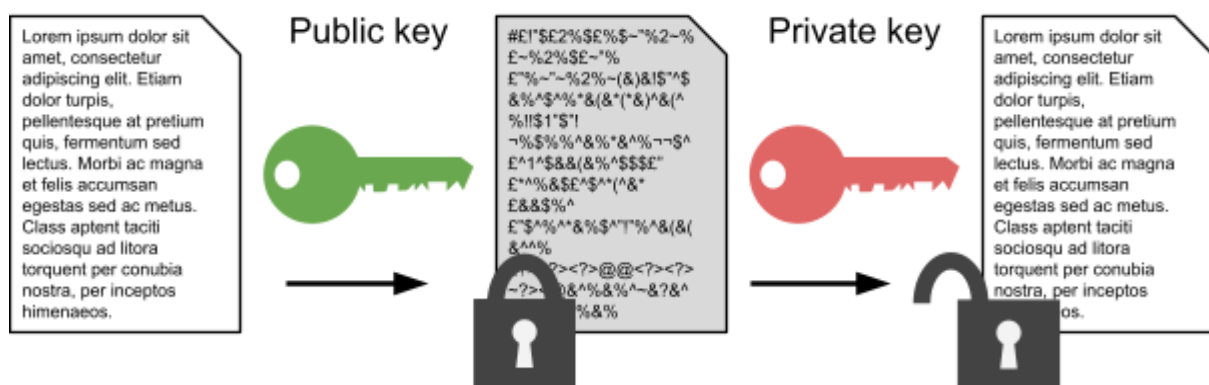 Lorem ipsum dolor sit
amet, consectetur
adipiscing elit. Etiam
dolor turpis,
pellentesque at pretium
quis, fermentum sed
lectus. Morbi ac magna
et felis accumsan
egestas sed ac metus.
Class aptent taciti
sociosqu ad litora
torquent per conubia
nostra, per inceptos
himenaeos.
Public key
#£!"$£2%$£%$~"%2~%
£~%2%$£~"%
£"%~"~%2%~(&)&!$"^$
&%^$^%*&(&*(*&)^&(^
%!!$1"$"!
¬%$%%^&%*&^%¬¬$^
£^1^$&&(&%^$$$£"
£*^%&$£^$^*(^&*
£&&$%^
£"$^%^*&%$^"!"%^&(&(
&^^%
?><?>@@<?><?>
~?><
&^%&%^~&?&^
%&%
Private key
Lorem ipsum dolor sit
amet, consectetur
adipiscing elit. Etiam
dolor turpis,
pellentesque at pretium
quis, fermentum sed
lectus. Morbi ac magna
et felis accumsan
egestas sed ac metus.
Class aptent taciti
sociosqu ad litora
torquent per conubia
nostra, per inceptos
os.